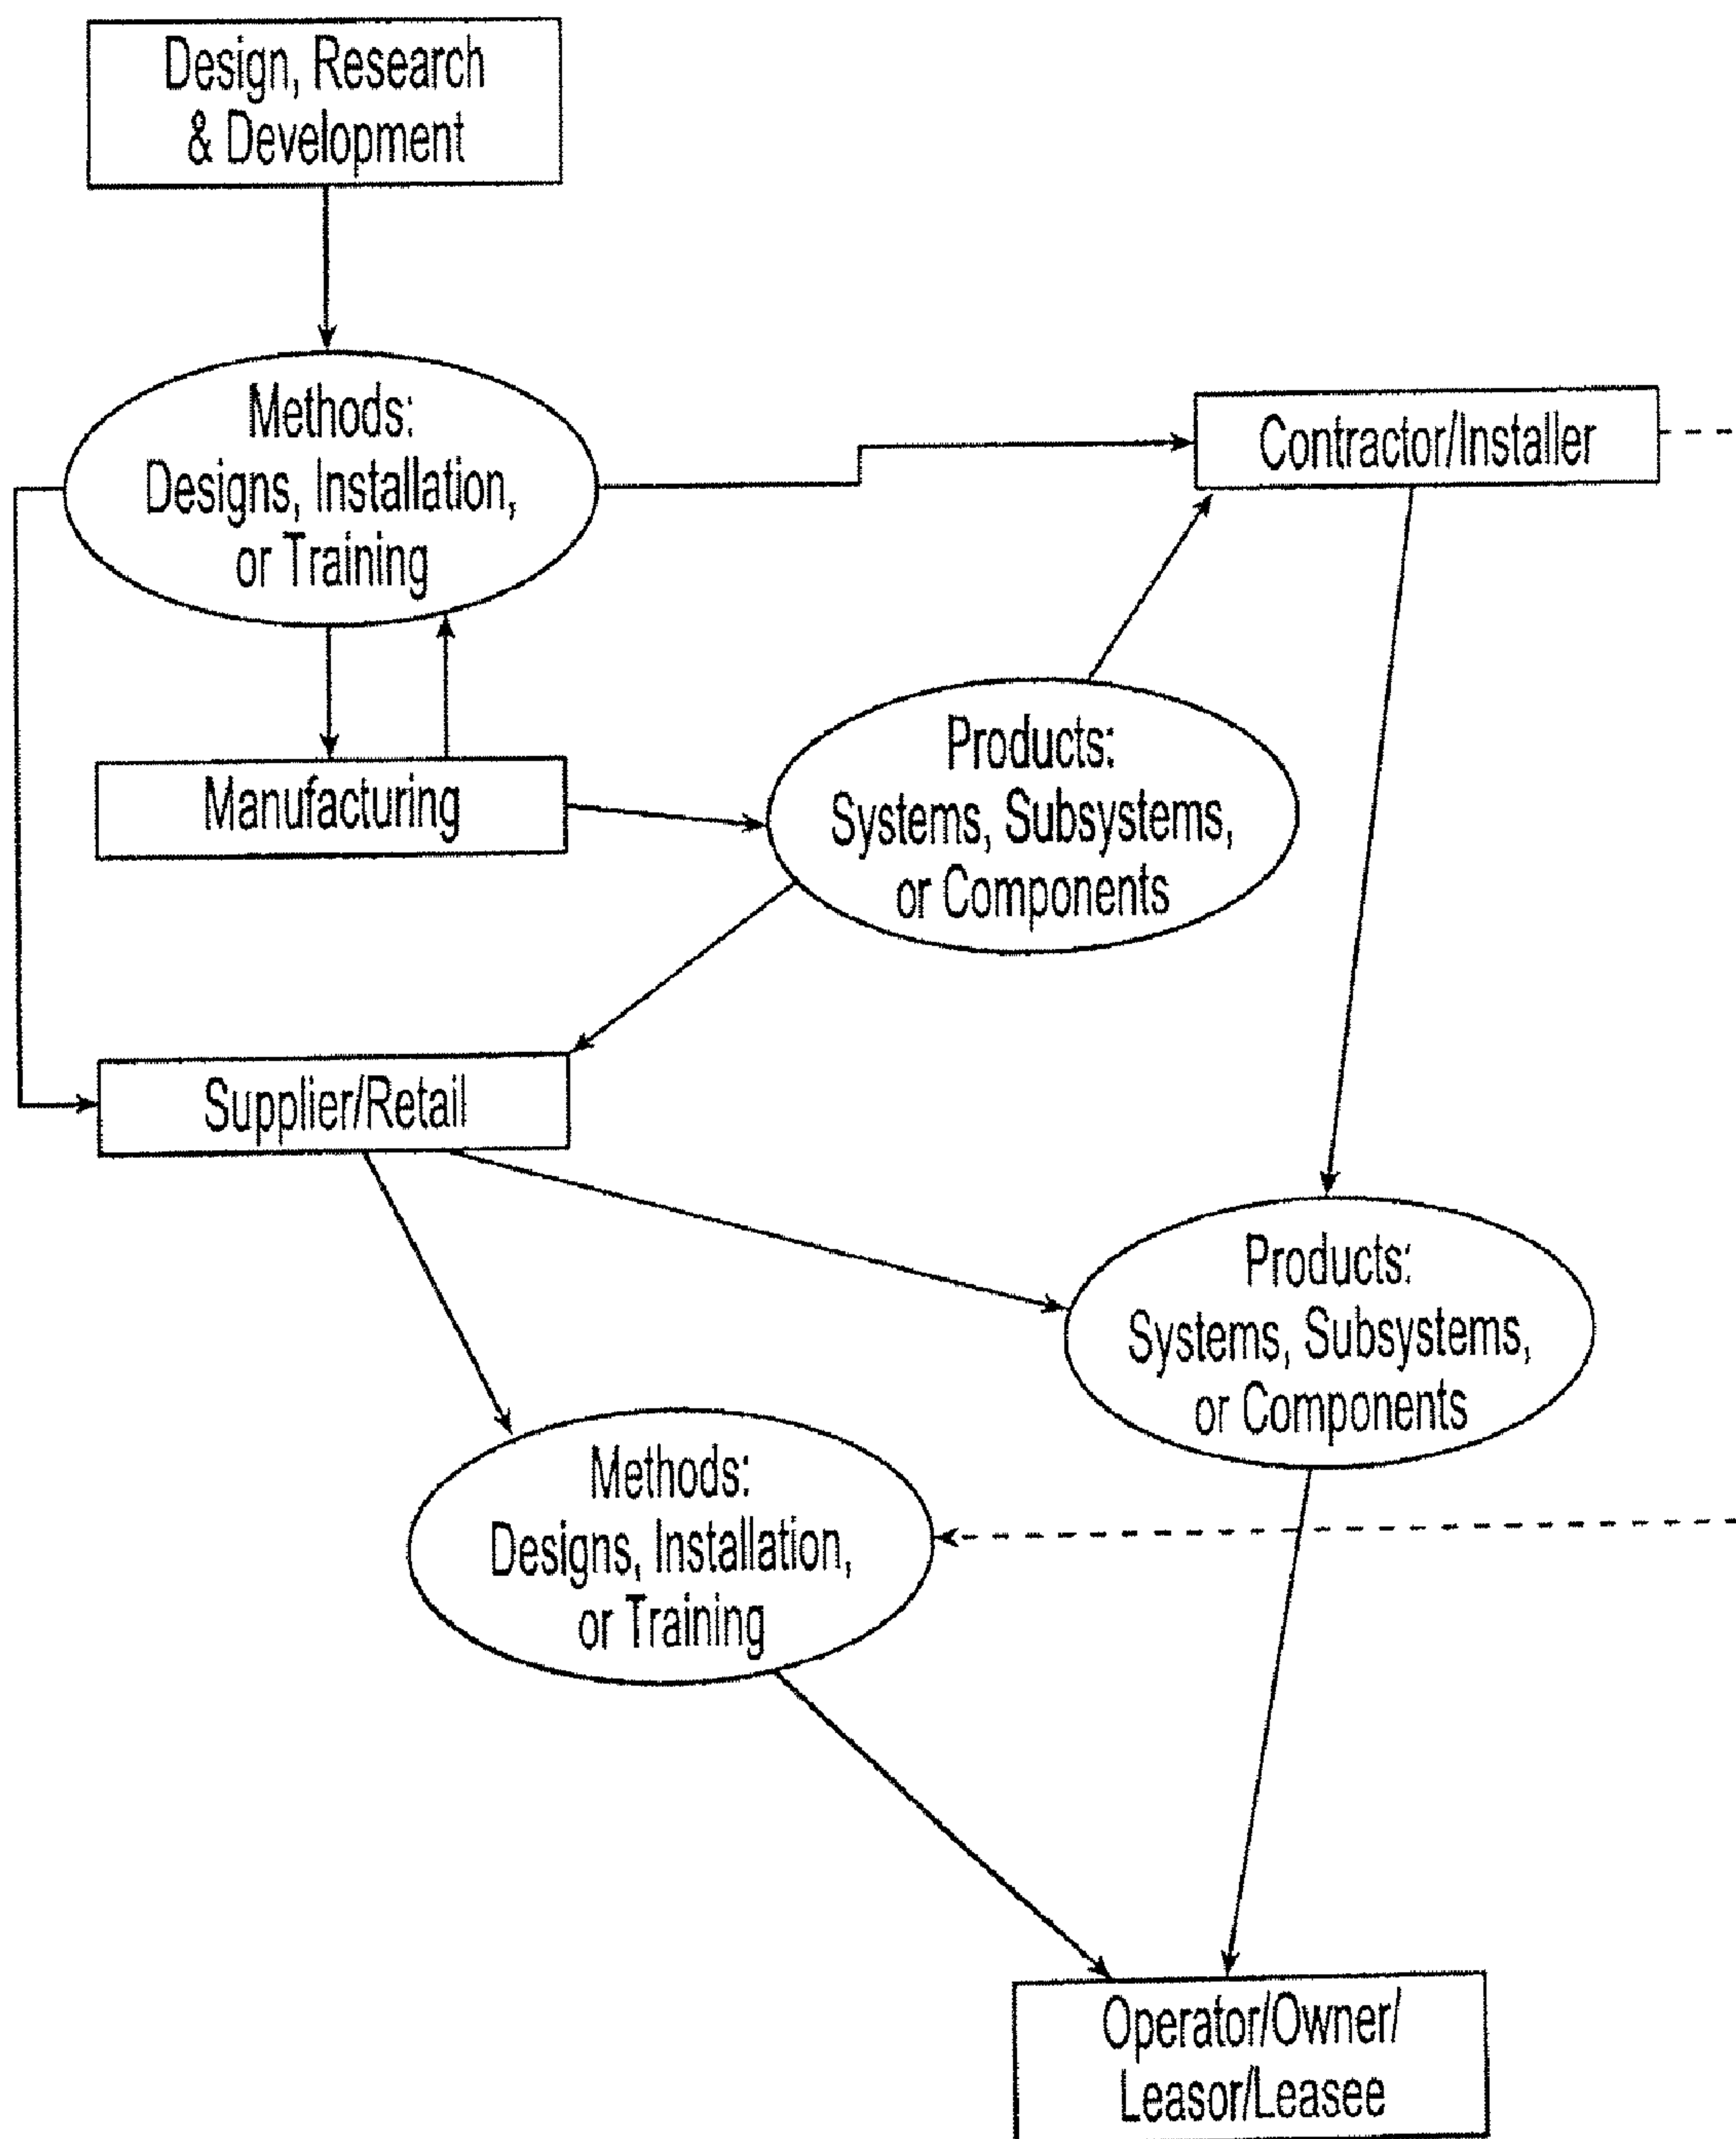 Design, Research
& Development
Methods:
Designs, Installation,
or Training
Contractor/Installer
Manufacturing
Products:
Systems, Subsystems,
or Components
Supplier/Retail
Products:
Systems, Subsystems,
or Components
Methods:
Designs, Installation,
or Training
Operator/Owner/
Leasor/Leasee